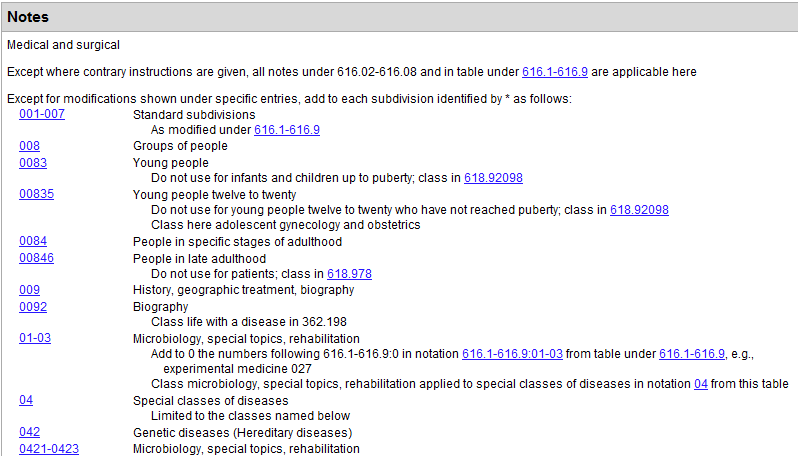 Notes
Medical and surgical
Except where contrary instructions are given, all notes under 616.02-616.08 and in table under 616.1-616.9 are applicable here
Except for modifications shown under specific entries, add to each subdivision identified by * as follows:
001-007 Standard subdivisions
As modified under 616.1-616.9
008 Groups of people
0083 Young people
Do not use for infants and children up to puberty; class in 618.92098
00835 Young people twelve to twenty
Do not use for young people twelve to twenty who have not reached puberty; class in 618.92098
Class here adolescent gynecology and obstetrics
0084 People in specific stages of adulthood
00846 People in late adulthood
Do not use for patients; class in 618.978
009 History, geographic treatment, biography
0092 Biography
Class life with a disease in 362.198
01-03 Microbiology, special topics, rehabilitation
Add to 0 the numbers following 616.1-616.9:0 in notation 616.1-616.9:01-03 from table under 616.1-616.9, e.g.,
experimental medicine 027
Class microbiology, special topics, rehabilitation applied to special classes of diseases in notation 04 from this table
04 Special classes of diseases
Limited to the classes named below
042 Genetic diseases (Hereditary diseases)
0421-0423 Microbiology, special topics, rehabilitation